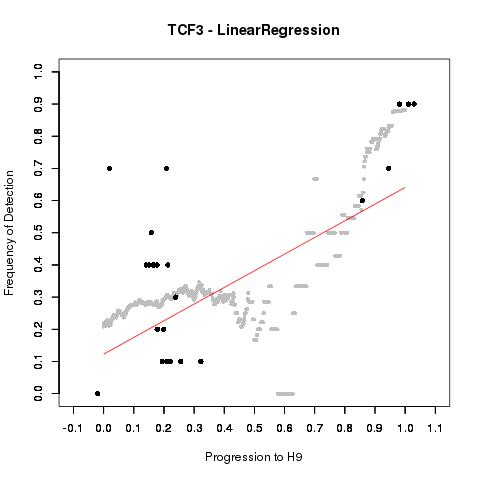 TCF3 - LinearRegression
Frequency of Detection
1.0
0.9
0.8
0.7
0.6
0.5
0.4
0.3
0.2
0.1
0.0
-0.1 0.0 0.1 0.2 0.3 0.4 0.5 0.6 0.7 0.8 0.9 1.0 1.1
Progression to H9